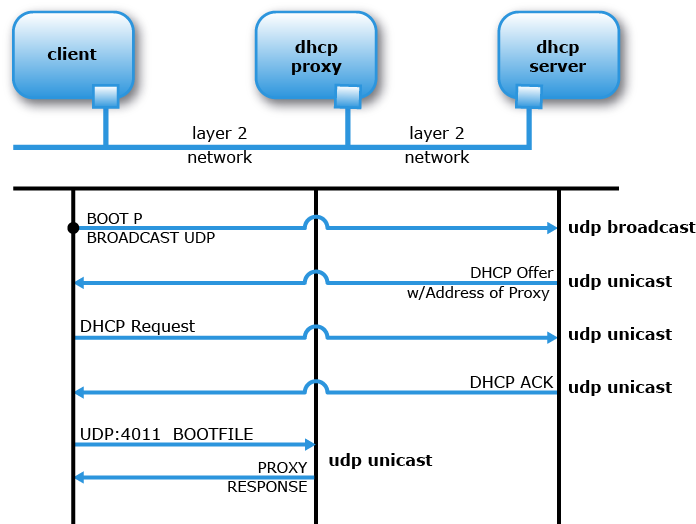 client
dhcp
proxy
dhcp
server
layer 2
network
layer 2
network
BOOT P
BROADCAST UDP
udp broadcast
DHCP Offer
w/Address of Proxy
udp unicast
DHCP Request
udp unicast
DHCP ACK
udp unicast
UDP:4011 BOOTFILE
udp unicast
PROXY
RESPONSE